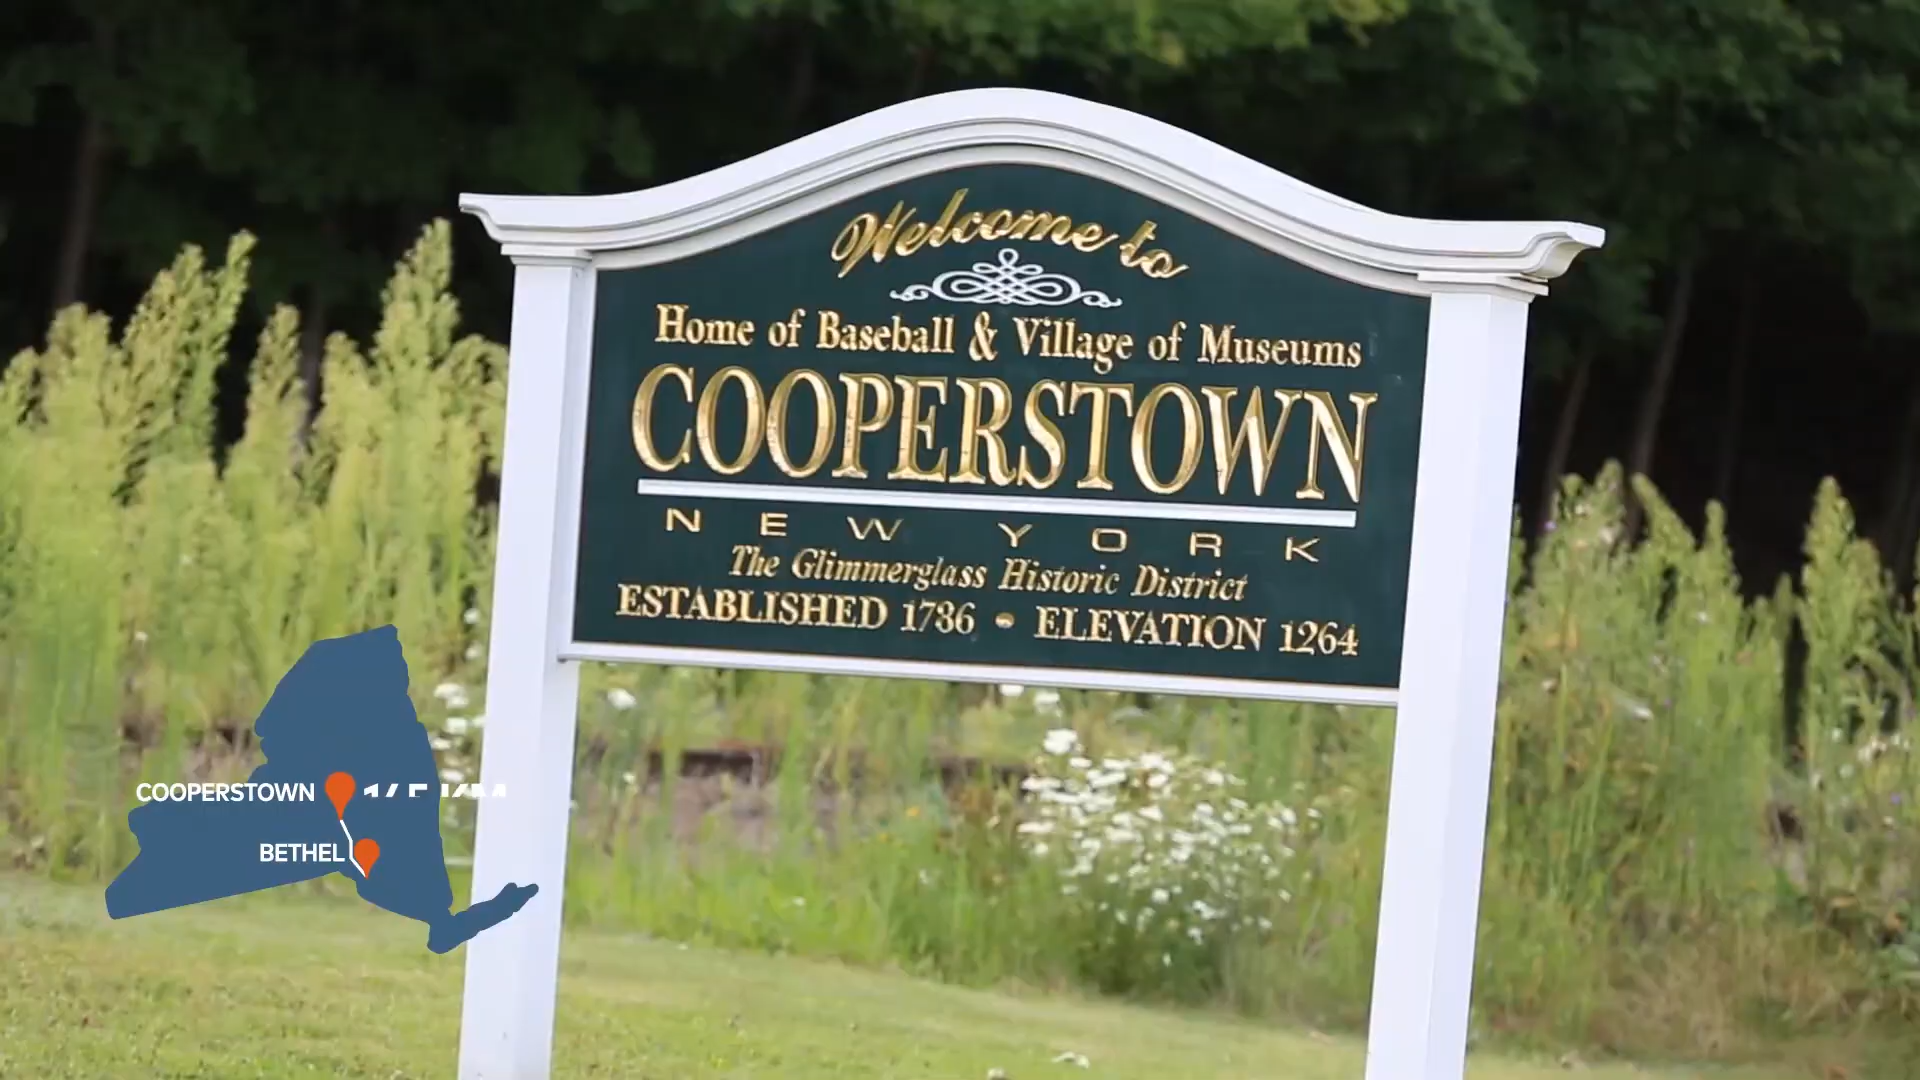 Welcome to
Home of Baseball & Village of Museums
COOPERSTOWN
NEW YORK
The Glimmerglass Historic District
ESTABLISHED 1786 • ELEVATION 1264
COOPERSTOWN
BETHEL